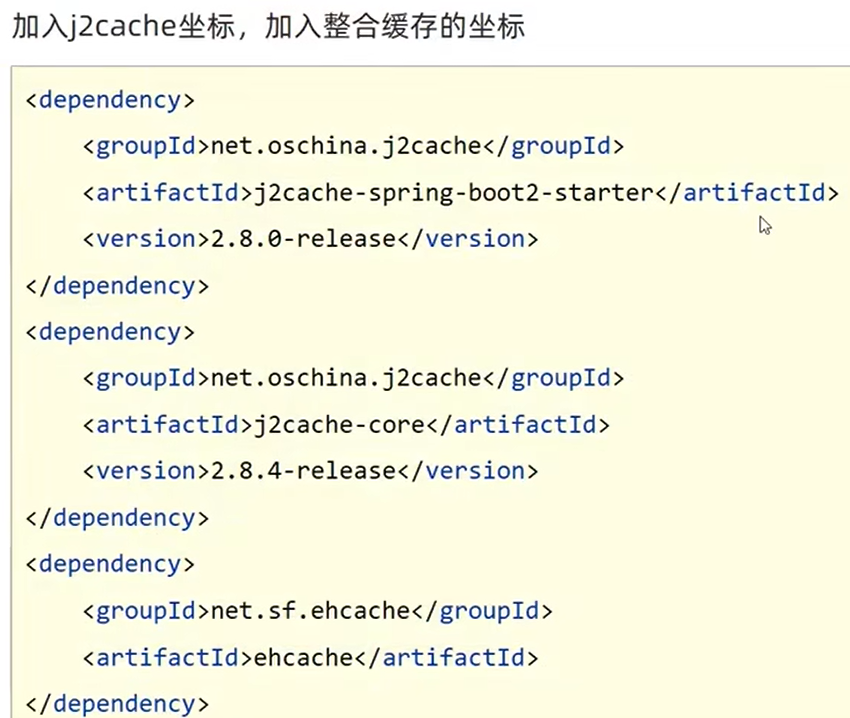 加入j2cache坐标，加入整合缓存的坐标
<dependency>
    <groupId>net.oschina.j2cache</groupId>
    <artifactId>j2cache-spring-boot2-starter</artifactId>
    <version>2.8.0-release</version>
</dependency>
<dependency>
    <groupId>net.oschina.j2cache</groupId>
    <artifactId>j2cache-core</artifactId>
    <version>2.8.4-release</version>
</dependency>
<dependency>
    <groupId>net.sf.ehcache</groupId>
    <artifactId>ehcache</artifactId>
</dependency>